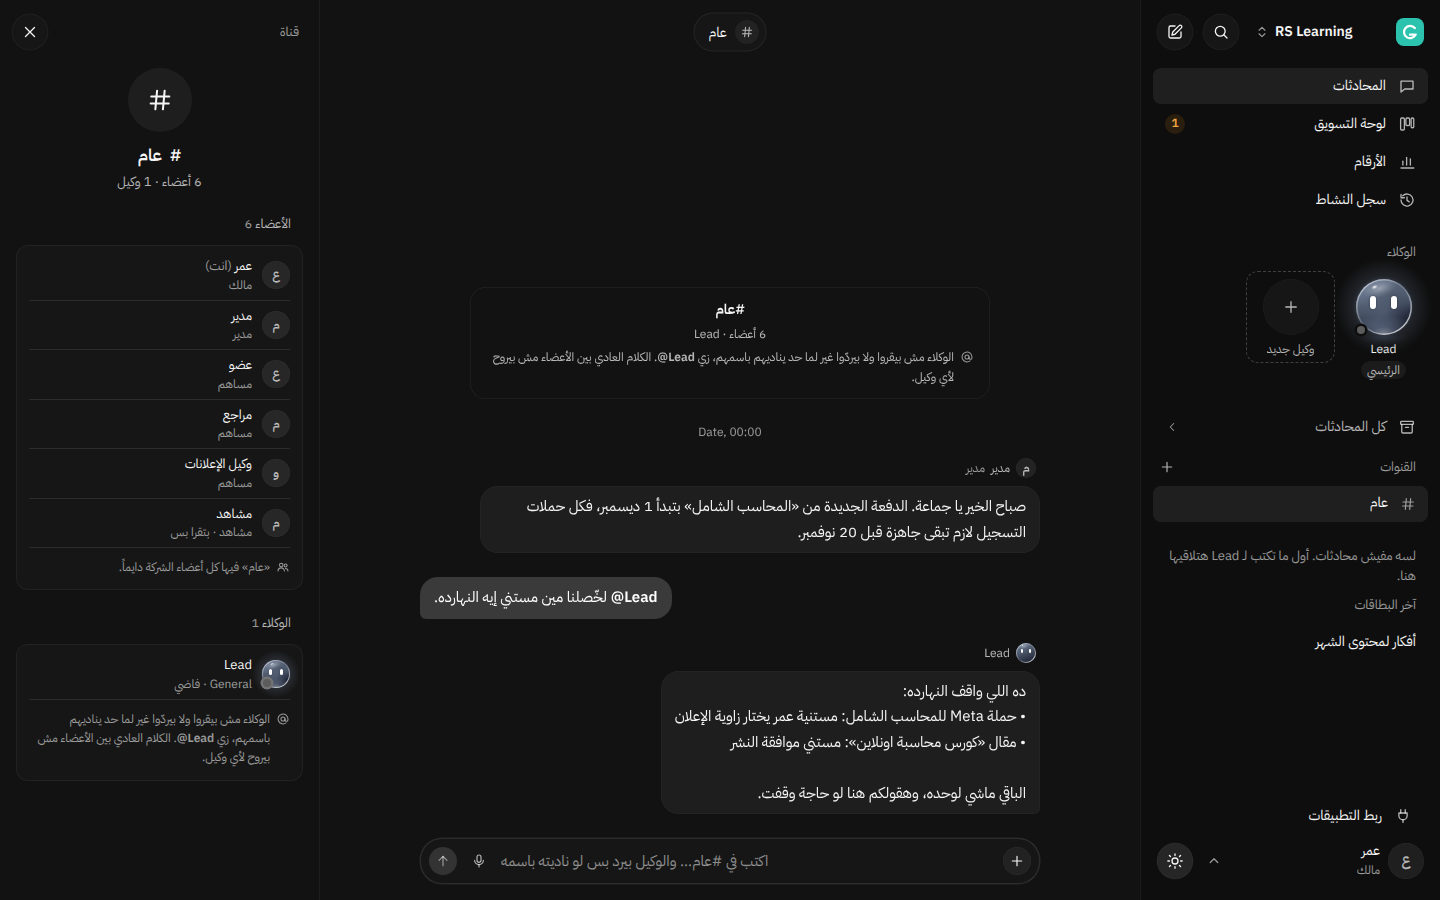 RS Learning
المحادثات
لوحة التسويق
1
الأرقام
سجل النشاط
الوكلاء
Lead
الرئيسي
وكيل جديد
كل المحادثات
القنوات
# عام
لسه مفيش محادثات. أول ما تكتب لـ Lead هتلاقيها
هنا.
آخر البطاقات
أفكار لمحتوى الشهر
ربط التطبيقات
ع
عمر
مالك
# عام
#عام
6 أعضاء · Lead
الوكلاء مش بيقروا ولا بيردّوا غير لما حد يناديهم باسمهم، زي @Lead. الكلام العادي بين الأعضاء مش بيروح
لأي وكيل.
Date, 00:00
م مدير مدير
صباح الخير يا جماعة. الدفعة الجديدة من «المحاسب الشامل» بتبدأ 1 ديسمبر، فكل حملات
التسجيل لازم تبقى جاهزة قبل 20 نوفمبر.
@Lead لخّصلنا مين مستني إيه النهارده.
Lead
ده اللي واقف النهارده:
• حملة Meta للمحاسب الشامل: مستنية عمر يختار زاوية الإعلان
• مقال «كورس محاسبة اونلاين»: مستني موافقة النشر
الباقي ماشي لوحده، وهقولكم هنا لو حاجة وقفت.
اكتب في #عام... والوكيل بيرد بس لو ناديته باسمه
قناة
#
# عام
6 أعضاء · 1 وكيل
الأعضاء 6
ع
عمر (انت)
مالك
م
مدير
مدير
ع
عضو
مساهم
م
مراجع
مساهم
و
وكيل الإعلانات
مساهم
م
مشاهد
مشاهد · بتقرا بس
«عام» فيها كل أعضاء الشركة دايماً.
الوكلاء 1
Lead
General · فاضي
الوكلاء مش بيقروا ولا بيردّوا غير لما حد يناديهم
باسمهم، زي @Lead. الكلام العادي بين الأعضاء مش
بيروح لأي وكيل.